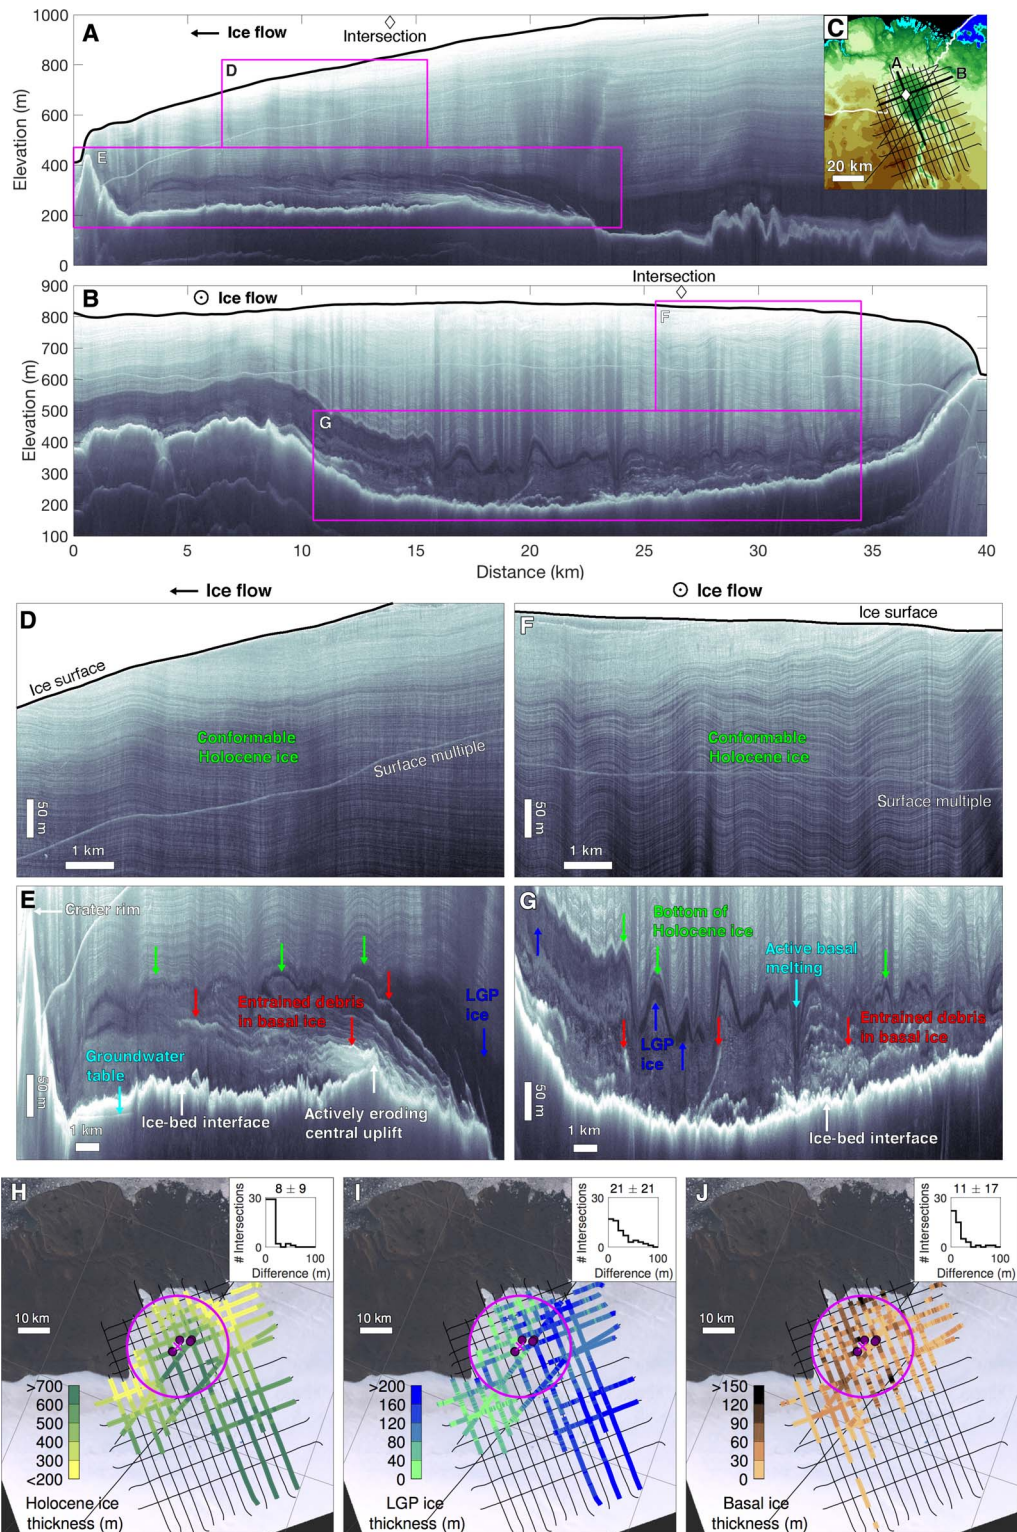 A
Ice flow
Intersection
D
E
Elevation (m)
1000
800
600
400
200
0
C
A
B
20 km
B
Ice flow
Intersection
F
G
Elevation (m)
900
800
700
600
500
400
300
200
100
0 5 10 15 20 25 30 35 40
Distance (km)
Ice flow
Ice flow
D
Ice surface
Conformable
Holocene ice
Surface multiple
50 m
1 km
F
Ice surface
Conformable
Holocene ice
Surface multiple
50 m
1 km
E
Crater rim
Entrained debris
in basal ice
LGP
ice
Groundwater
table
50 m
1 km
Ice-bed interface
Actively eroding
central uplift
G
Bottom of
Holocene ice
Active basal
melting
LGP
ice
Entrained debris
in basal ice
50 m
1 km
Ice-bed interface
H
8 ± 9
# Intersections
30
0
0 100
Difference (m)
10 km
>700
600
500
400
300
<200
Holocene ice
thickness (m)
I
21 ± 21
# Intersections
30
0
0 100
Difference (m)
10 km
>200
160
120
80
40
0
LGP ice
thickness (m)
J
11 ± 17
# Intersections
30
0
0 100
Difference (m)
10 km
>150
120
90
60
30
0
Basal ice
thickness (m)